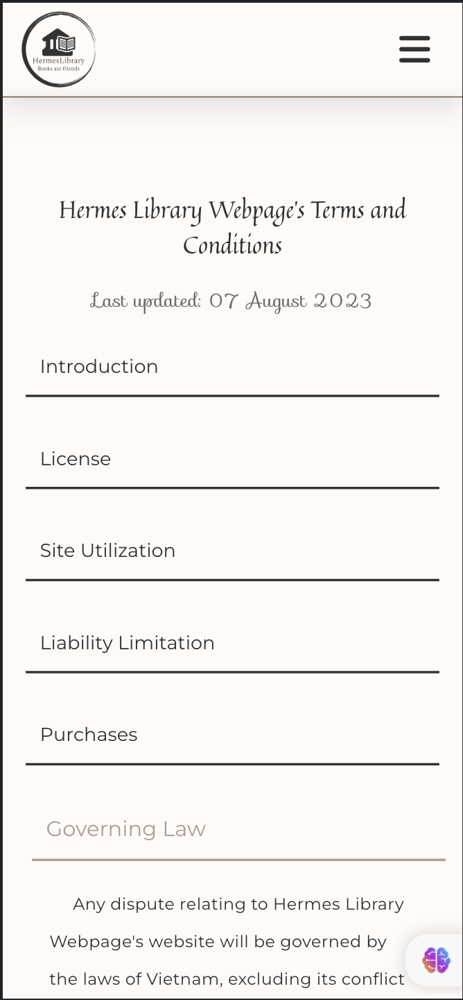 HermesLibrary
Books are friends
Hermes Library Webpage's Terms and
Conditions
Last updated: 07 August 2023
Introduction
License
Site Utilization
Liability Limitation
Purchases
Governing Law
Any dispute relating to Hermes Library
Webpage's website will be governed by
the laws of Vietnam, excluding its conflict